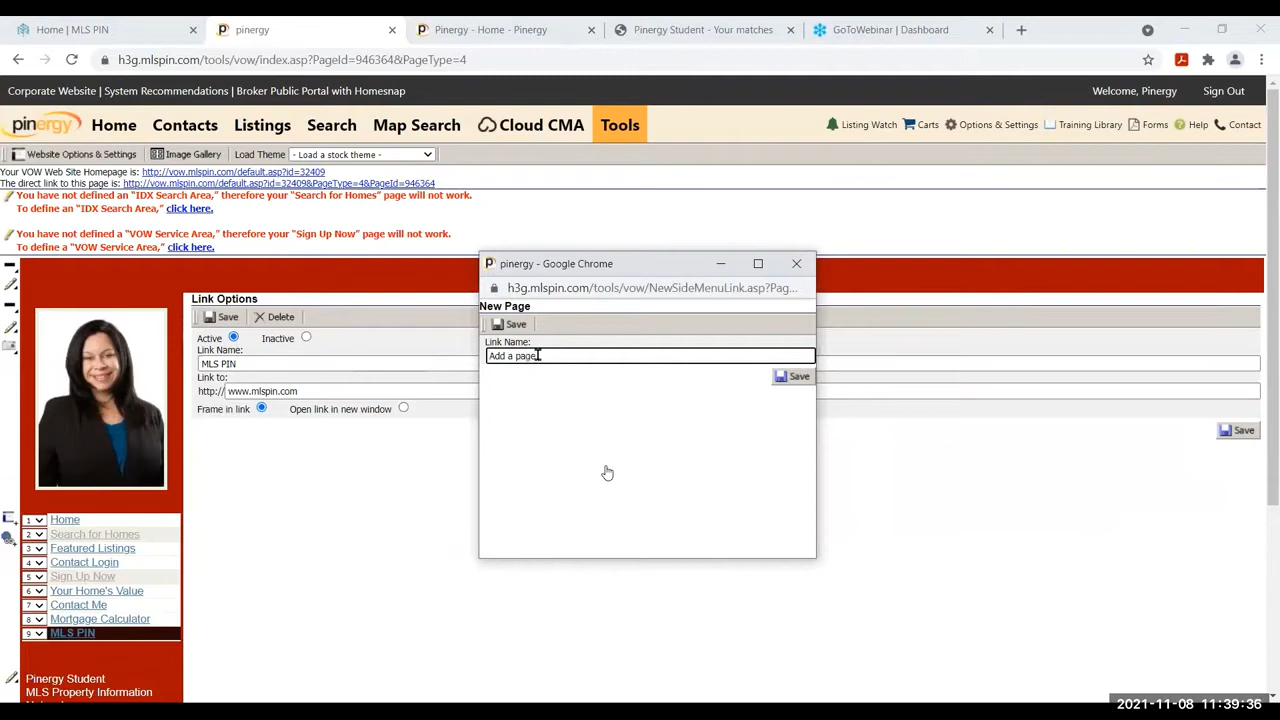 Home | MLS PIN
pinergy
Pinergy - Home - Pinergy
Pinergy Student - Your matches
GoToWebinar | Dashboard
h3g.mlspin.com/tools/vow/index.asp?PageId=946364&PageType=4
Corporate Website | System Recommendations | Broker Public Portal with Homesnap
Welcome, Pinergy
Sign Out
pinergy
Home
Contacts
Listings
Search
Map Search
Cloud CMA
Tools
Listing Watch
Carts
Options & Settings
Training Library
Forms
Help
Contact
Website Options & Settings
Image Gallery
Load Theme
- Load a stock theme -
Your VOW Web Site Homepage is: http://vow.mlspin.com/default.asp?id=32409
The direct link to this page is: http://vow.mlspin.com/default.asp?id=32409&PageType=4&PageId=946364
You have not defined an “IDX Search Area,” therefore your “Search for Homes” page will not work.
To define an “IDX Search Area,” click here.
You have not defined a “VOW Service Area,” therefore your “Sign Up Now” page will not work.
To define a “VOW Service Area,” click here.
Link Options
Save
Delete
Active
Inactive
Link Name:
MLS PIN
Link to:
http://
www.mlspin.com
Frame in link
Open link in new window
Save
pinergy - Google Chrome
h3g.mlspin.com/tools/vow/NewSideMenuLink.asp?Pag...
New Page
Save
Link Name:
Add a page
Save
1 Home
2 Search for Homes
3 Featured Listings
4 Contact Login
5 Sign Up Now
6 Your Home's Value
7 Contact Me
8 Mortgage Calculator
9 MLS PIN
Pinergy Student
MLS Property Information
2021-11-08 11:39:36